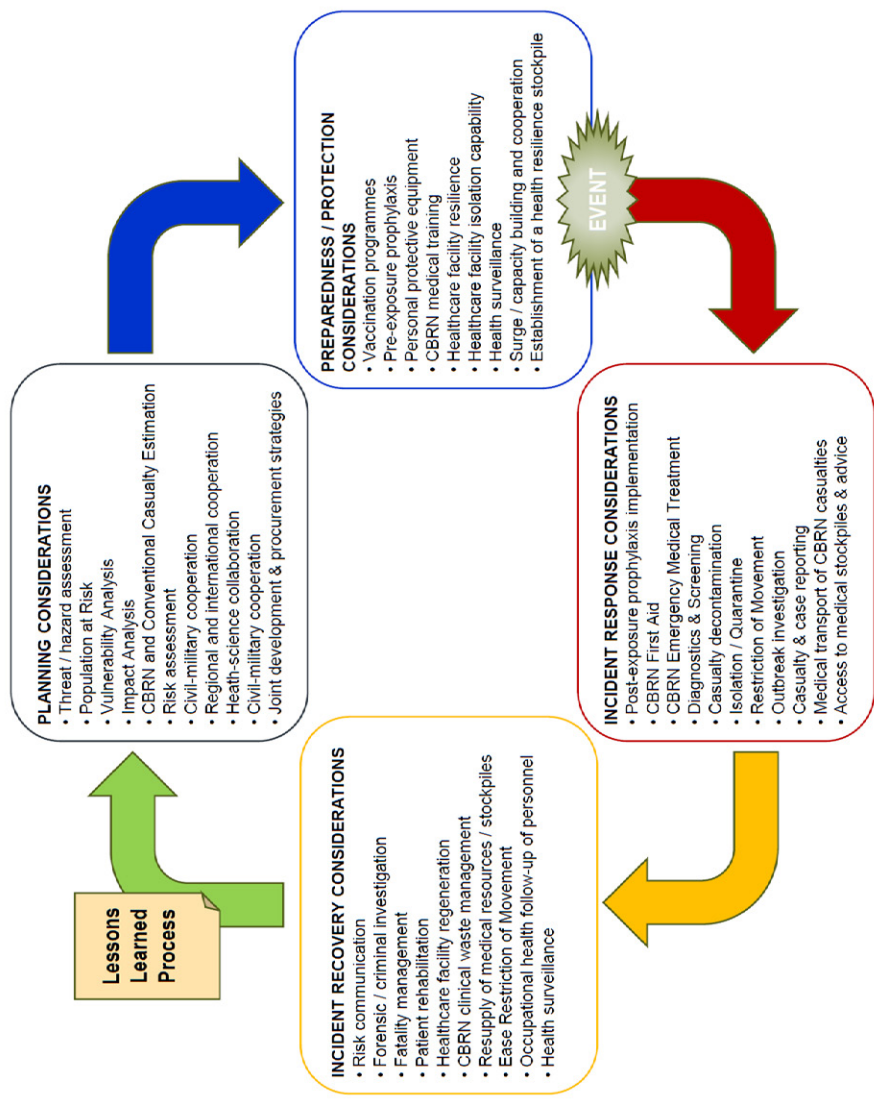 PLANNING CONSIDERATIONS
• Threat / hazard assessment
• Population at Risk
• Vulnerability Analysis
• Impact Analysis
• CBRN and Conventional Casualty Estimation
• Risk assessment
• Civil-military cooperation
• Regional and international cooperation
• Heath-science collaboration
• Civil-military cooperation
• Joint development & procurement strategies
PREPAREDNESS / PROTECTION
CONSIDERATIONS
• Vaccination programmes
• Pre-exposure prophylaxis
• Personal protective equipment
• CBRN medical training
• Healthcare facility resilience
• Healthcare facility isolation capability
• Health surveillance
• Surge / capacity building and cooperation
• Establishment of a health resilience stockpile
EVENT
INCIDENT RESPONSE CONSIDERATIONS
• Post-exposure prophylaxis implementation
• CBRN First Aid
• CBRN Emergency Medical Treatment
• Diagnostics & Screening
• Casualty decontamination
• Isolation / Quarantine
• Restriction of Movement
• Outbreak investigation
• Casualty & case reporting
• Medical transport of CBRN casualties
• Access to medical stockpiles & advice
INCIDENT RECOVERY CONSIDERATIONS
• Risk communication
• Forensic / criminal investigation
• Fatality management
• Patient rehabilitation
• Healthcare facility regeneration
• CBRN clinical waste management
• Resupply of medical resources / stockpiles
• Ease Restriction of Movement
• Occupational health follow-up of personnel
• Health surveillance
Lessons
Learned
Process